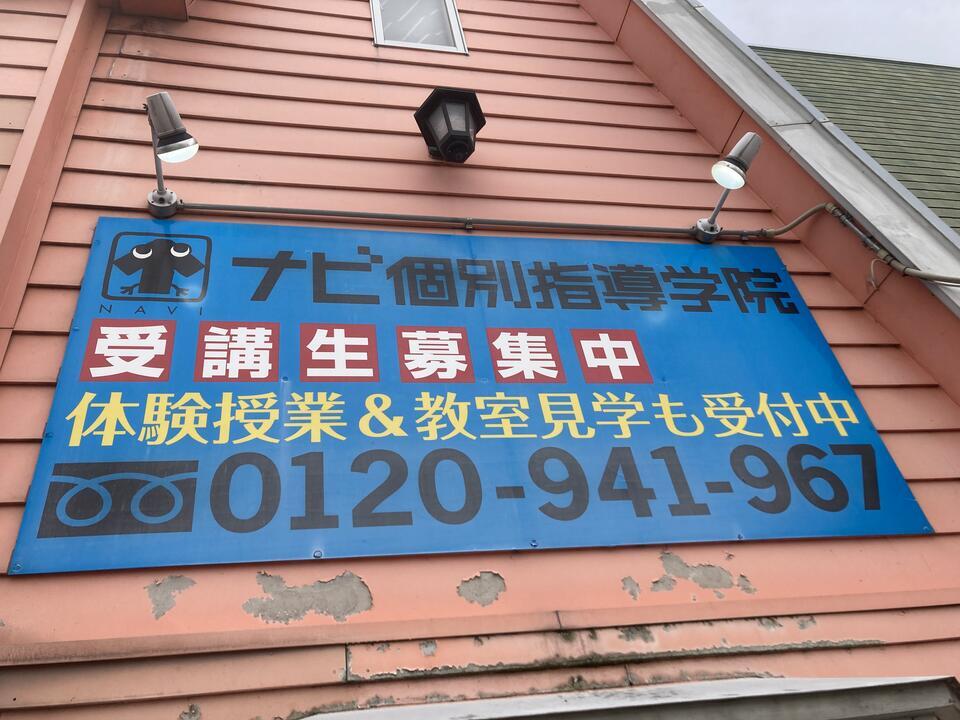 NAVI
ナビ個別指導学院
受講生募集中
体験授業&教室見学も受付中
0120-941-967